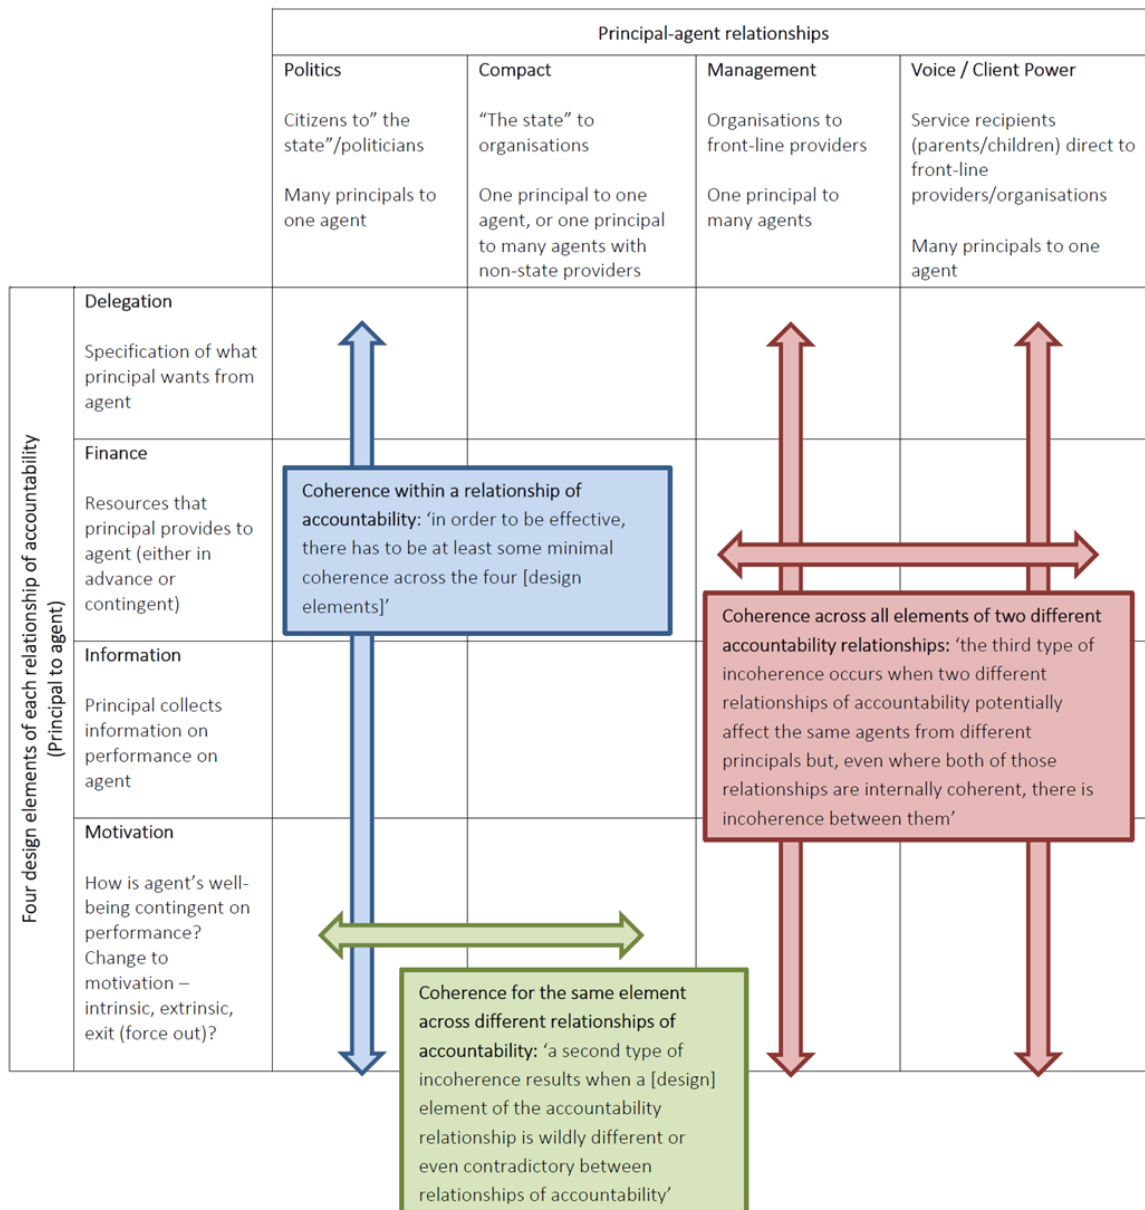 Principal-agent relationships
Politics
Citizens to” the
state”/politicians
Many principals to
one agent
Compact
“The state” to
organisations
One principal to one
agent, or one principal
to many agents with
non-state providers
Management
Organisations to
front-line providers
One principal to
many agents
Voice / Client Power
Service recipients
(parents/children) direct to
front-line
providers/organisations
Many principals to one
agent
Four design elements of each relationship of accountability
(Principal to agent)
Delegation
Specification of what
principal wants from
agent
Finance
Resources that
principal provides to
agent (either in
advance or
contingent)
Information
Principal collects
information on
performance on
agent
Motivation
How is agent’s well-
being contingent on
performance?
Change to
motivation –
intrinsic, extrinsic,
exit (force out)?
Coherence within a relationship of
accountability: ‘in order to be effective,
there has to be at least some minimal
coherence across the four [design
elements]’
Coherence across all elements of two different
accountability relationships: ‘the third type of
incoherence occurs when two different
relationships of accountability potentially
affect the same agents from different
principals but, even where both of those
relationships are internally coherent, there is
incoherence between them’
Coherence for the same element
across different relationships of
accountability: ‘a second type of
incoherence results when a [design]
element of the accountability
relationship is wildly different or
even contradictory between
relationships of accountability’